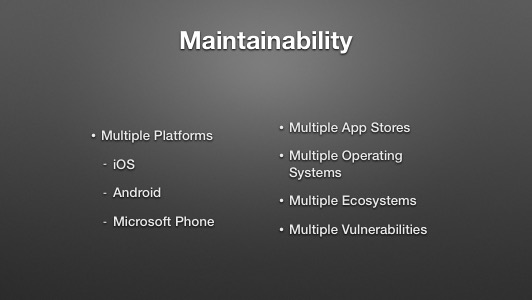 Maintainability
• Multiple Platforms
- iOS
- Android
- Microsoft Phone
• Multiple App Stores
• Multiple Operating
Systems
• Multiple Ecosystems
• Multiple Vulnerabilities